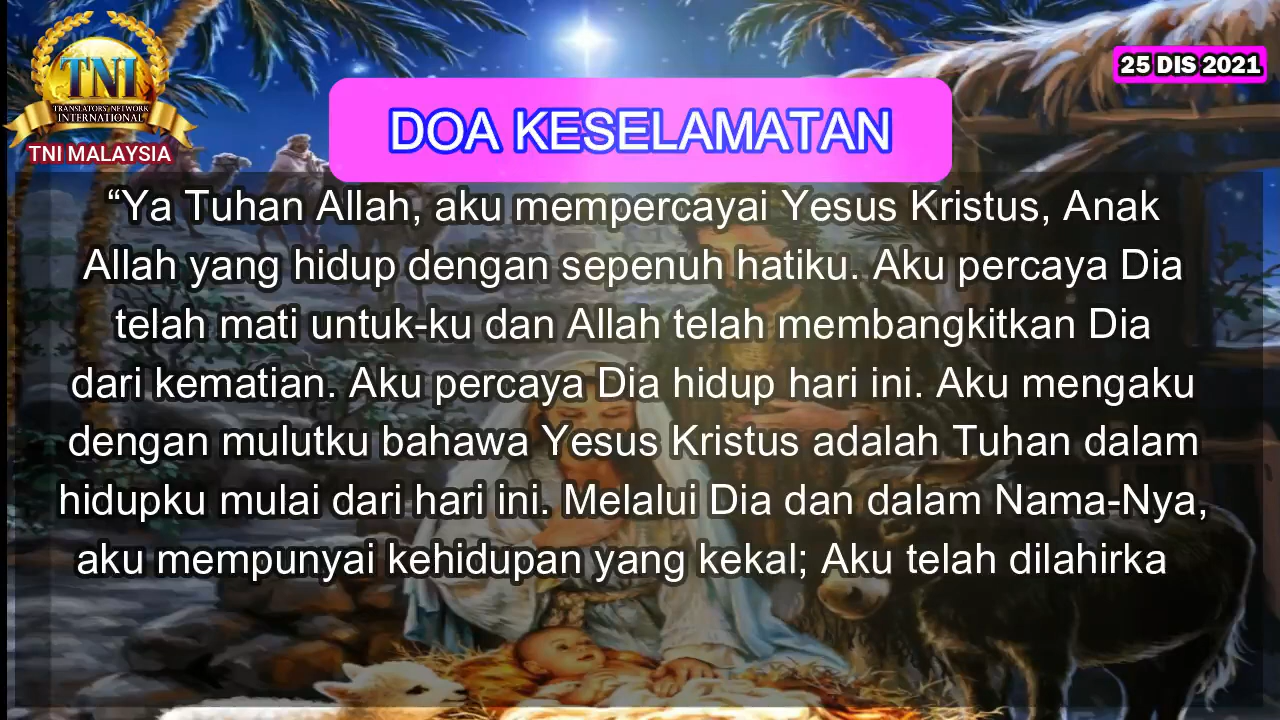 TNI
TRANSLATORS NETWORK
INTERNATIONAL
TNI MALAYSIA
25 DIS 2021
DOA KESELAMATAN
“Ya Tuhan Allah, aku mempercayai Yesus Kristus, Anak
Allah yang hidup dengan sepenuh hatiku. Aku percaya Dia
telah mati untuk-ku dan Allah telah membangkitkan Dia
dari kematian. Aku percaya Dia hidup hari ini. Aku mengaku
dengan mulutku bahawa Yesus Kristus adalah Tuhan dalam
hidupku mulai dari hari ini. Melalui Dia dan dalam Nama-Nya,
aku mempunyai kehidupan yang kekal; Aku telah dilahirka